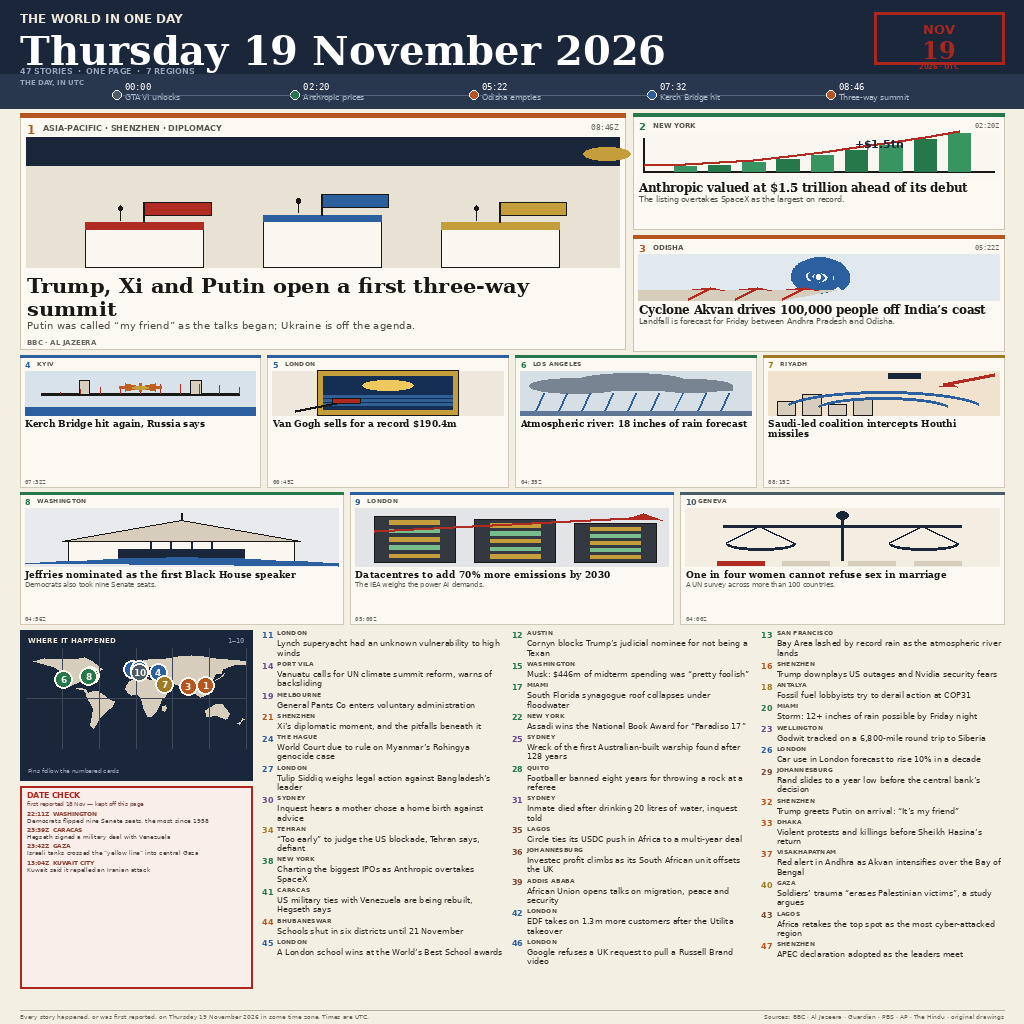 THE WORLD IN ONE DAY
Thursday 19 November 2026
47 STORIES · ONE PAGE · 7 REGIONS
NOV
19
2026 · UTC
THE DAY, IN UTC
00:00
GTA VI unlocks
02:20
Anthropic prices
05:22
Odisha empties
07:32
Kerch Bridge hit
08:46
Three-way summit
1 ASIA-PACIFIC · SHENZHEN · DIPLOMACY 08:46Z
Trump, Xi and Putin open a first three-way
summit
Putin was called “my friend” as the talks began; Ukraine is off the agenda.
BBC · AL JAZEERA
2 NEW YORK 02:20Z
+$1.5tn
Anthropic valued at $1.5 trillion ahead of its debut
The listing overtakes SpaceX as the largest on record.
3 ODISHA 05:22Z
Cyclone Akvan drives 100,000 people off India’s coast
Landfall is forecast for Friday between Andhra Pradesh and Odisha.
4 KYIV
Kerch Bridge hit again, Russia says
07:32Z
5 LONDON
Van Gogh sells for a record $190.4m
00:45Z
6 LOS ANGELES
Atmospheric river: 18 inches of rain forecast
04:35Z
7 RIYADH
Saudi-led coalition intercepts Houthi
missiles
08:15Z
8 WASHINGTON
Jeffries nominated as the first Black House speaker
Democrats also took nine Senate seats.
04:56Z
9 LONDON
Datacentres to add 70% more emissions by 2030
The IEA weighs the power AI demands.
05:00Z
10 GENEVA
One in four women cannot refuse sex in marriage
A UN survey across more than 100 countries.
04:00Z
WHERE IT HAPPENED 1–10
6
8
10
4
7
3
1
Pins follow the numbered cards
DATE CHECK
first reported 18 Nov — kept off this page
22:11Z WASHINGTON
Democrats flipped nine Senate seats, the most since 1958
23:39Z CARACAS
Hegseth signed a military deal with Venezuela
23:42Z GAZA
Israeli tanks crossed the “yellow line” into central Gaza
13:04Z KUWAIT CITY
Kuwait said it repelled an Iranian attack
11 LONDON
Lynch superyacht had an unknown vulnerability to high
winds
14 PORT VILA
Vanuatu calls for UN climate summit reform, warns of
backsliding
19 MELBOURNE
General Pants Co enters voluntary administration
21 SHENZHEN
Xi’s diplomatic moment, and the pitfalls beneath it
24 THE HAGUE
World Court due to rule on Myanmar’s Rohingya
genocide case
27 LONDON
Tulip Siddiq weighs legal action against Bangladesh’s
leader
30 SYDNEY
Inquest hears a mother chose a home birth against
advice
34 TEHRAN
“Too early” to judge the US blockade, Tehran says,
defiant
38 NEW YORK
Charting the biggest IPOs as Anthropic overtakes
SpaceX
41 CARACAS
US military ties with Venezuela are being rebuilt,
Hegseth says
44 BHUBANESWAR
Schools shut in six districts until 21 November
45 LONDON
A London school wins at the World’s Best School awards
12 AUSTIN
Cornyn blocks Trump’s judicial nominee for not being a
Texan
15 WASHINGTON
Musk: $446m of midterm spending was “pretty foolish”
17 MIAMI
South Florida synagogue roof collapses under
floodwater
22 NEW YORK
Assadi wins the National Book Award for “Paradiso 17”
25 SYDNEY
Wreck of the first Australian-built warship found after
128 years
28 QUITO
Footballer banned eight years for throwing a rock at a
referee
31 SYDNEY
Inmate died after drinking 20 litres of water, inquest
told
35 LAGOS
Circle ties its USDC push in Africa to a multi-year deal
36 JOHANNESBURG
Investec profit climbs as its South African unit offsets
the UK
39 ADDIS ABABA
African Union opens talks on migration, peace and
security
42 LONDON
EDF takes on 1.3m more customers after the Utilita
takeover
46 LONDON
Google refuses a UK request to pull a Russell Brand
video
13 SAN FRANCISCO
Bay Area lashed by record rain as the atmospheric river
lands
16 SHENZHEN
Trump downplays US outages and Nvidia security fears
18 ANTALYA
Fossil fuel lobbyists try to derail action at COP31
20 MIAMI
Storm: 12+ inches of rain possible by Friday night
23 WELLINGTON
Godwit tracked on a 6,800-mile round trip to Siberia
26 LONDON
Car use in London forecast to rise 10% in a decade
29 JOHANNESBURG
Rand slides to a year low before the central bank’s
decision
32 SHENZHEN
Trump greets Putin on arrival: “It’s my friend”
33 DHAKA
Violent protests and killings before Sheikh Hasina’s
return
37 VISAKHAPATNAM
Red alert in Andhra as Akvan intensifies over the Bay of
Bengal
40 GAZA
Soldiers’ trauma “erases Palestinian victims”, a study
argues
43 LAGOS
Africa retakes the top spot as the most cyber-attacked
region
47 SHENZHEN
APEC declaration adopted as the leaders meet
Every story happened, or was first reported, on Thursday 19 November 2026 in some time zone. Times are UTC.
Sources: BBC · Al Jazeera · Guardian · PBS · AP · The Hindu · original drawings